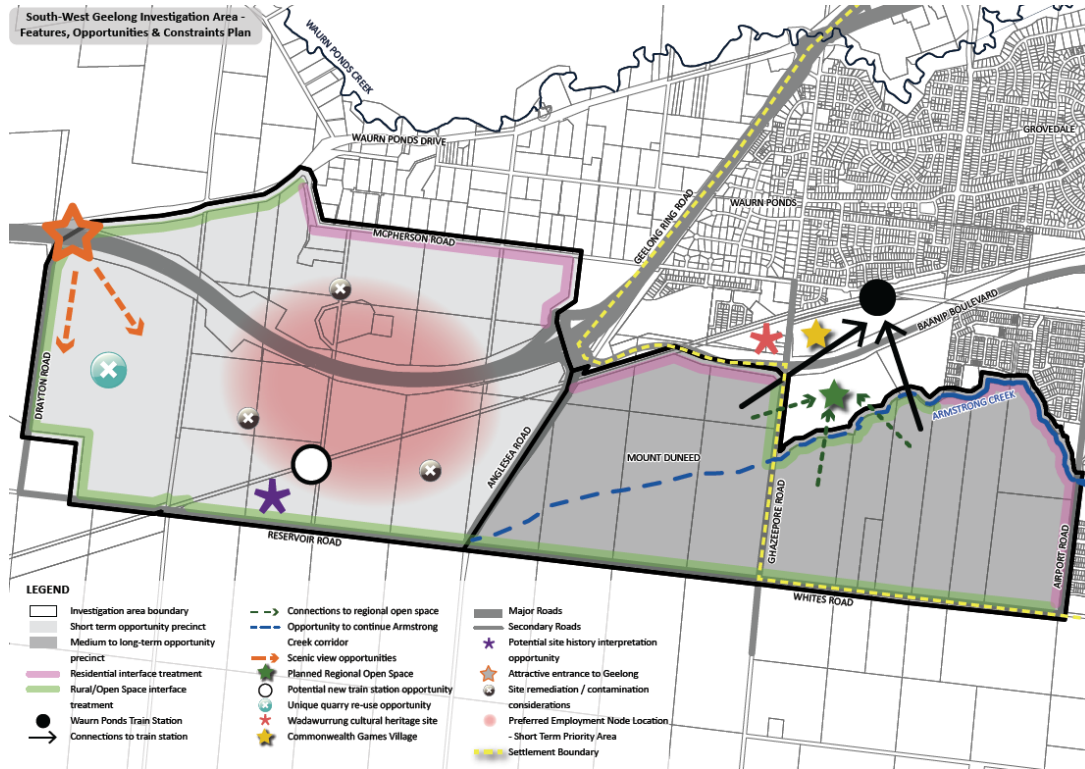 South-West Geelong Investigation Area -
Features, Opportunities & Constraints Plan
WAURN PONDS CREEK
WAURN PONDS DRIVE
GROVEDALE
WAURN PONDS
GEELONG RING ROAD
MCPHERSON ROAD
BAANIP BOULEVARD
DRAYTON ROAD
ARMSTRONG CREEK
ANGLESEA ROAD
MOUNT DUNEED
GHAZEEPORE ROAD
RESERVOIR ROAD
AIRPORT ROAD
WHITES ROAD
LEGEND
Investigation area boundary
Short term opportunity precinct
Medium to long-term opportunity
precinct
Residential interface treatment
Rural/Open Space interface
treatment
Waurn Ponds Train Station
Connections to train station
Connections to regional open space
Opportunity to continue Armstrong
Creek corridor
Scenic view opportunities
Planned Regional Open Space
Potential new train station opportunity
Unique quarry re-use opportunity
Wadawurrung cultural heritage site
Commonwealth Games Village
Major Roads
Secondary Roads
Potential site history interpretation
opportunity
Attractive entrance to Geelong
Site remediation / contamination
considerations
Preferred Employment Node Location
- Short Term Priority Area
Settlement Boundary